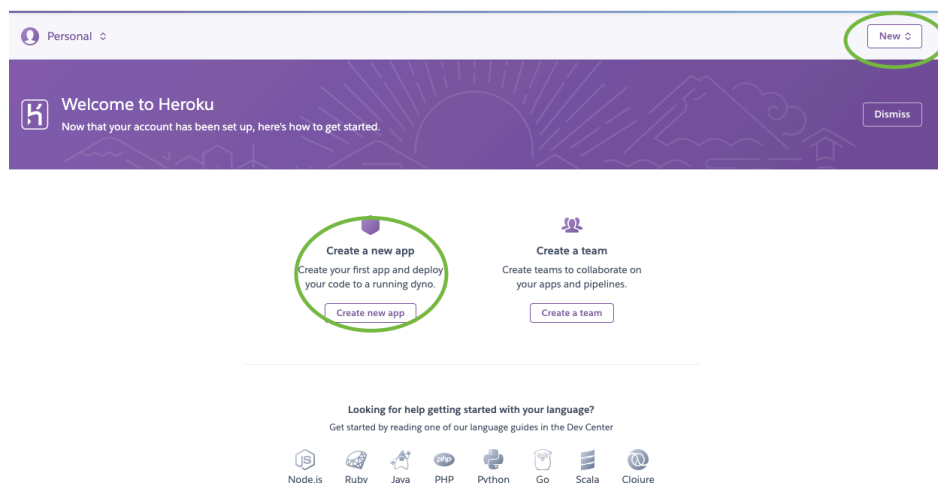 Personal
New
Welcome to Heroku
Now that your account has been set up, here's how to get started.
Dismiss
Create a new app
Create your first app and deploy
your code to a running dyno.
Create new app
Create a team
Create teams to collaborate on
your apps and pipelines.
Create a team
Looking for help getting started with your language?
Get started by reading one of our language guides in the Dev Center
JS
php
Node.js
Ruby
Java
PHP
Python
Go
Scala
Clojure